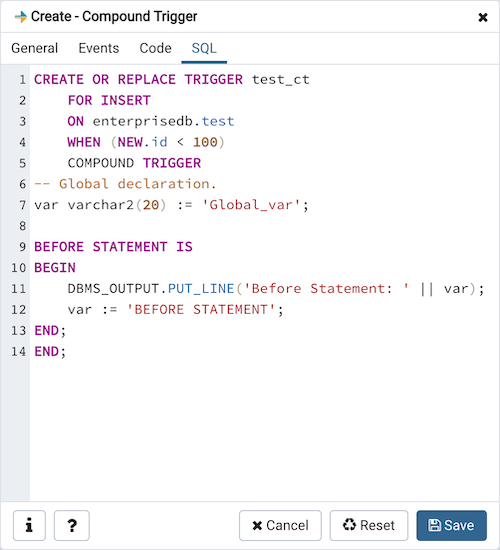 Create - Compound Trigger
General Events Code SQL
1 CREATE OR REPLACE TRIGGER test_ct
2 FOR INSERT
3 ON enterprisedb.test
4 WHEN (NEW.id < 100)
5 COMPOUND TRIGGER
6 -- Global declaration.
7 var varchar2(20) := 'Global_var';
8
9 BEFORE STATEMENT IS
10 BEGIN
11 DBMS_OUTPUT.PUT_LINE('Before Statement: ' || var);
12 var := 'BEFORE STATEMENT';
13 END;
14 END;
Cancel Reset Save